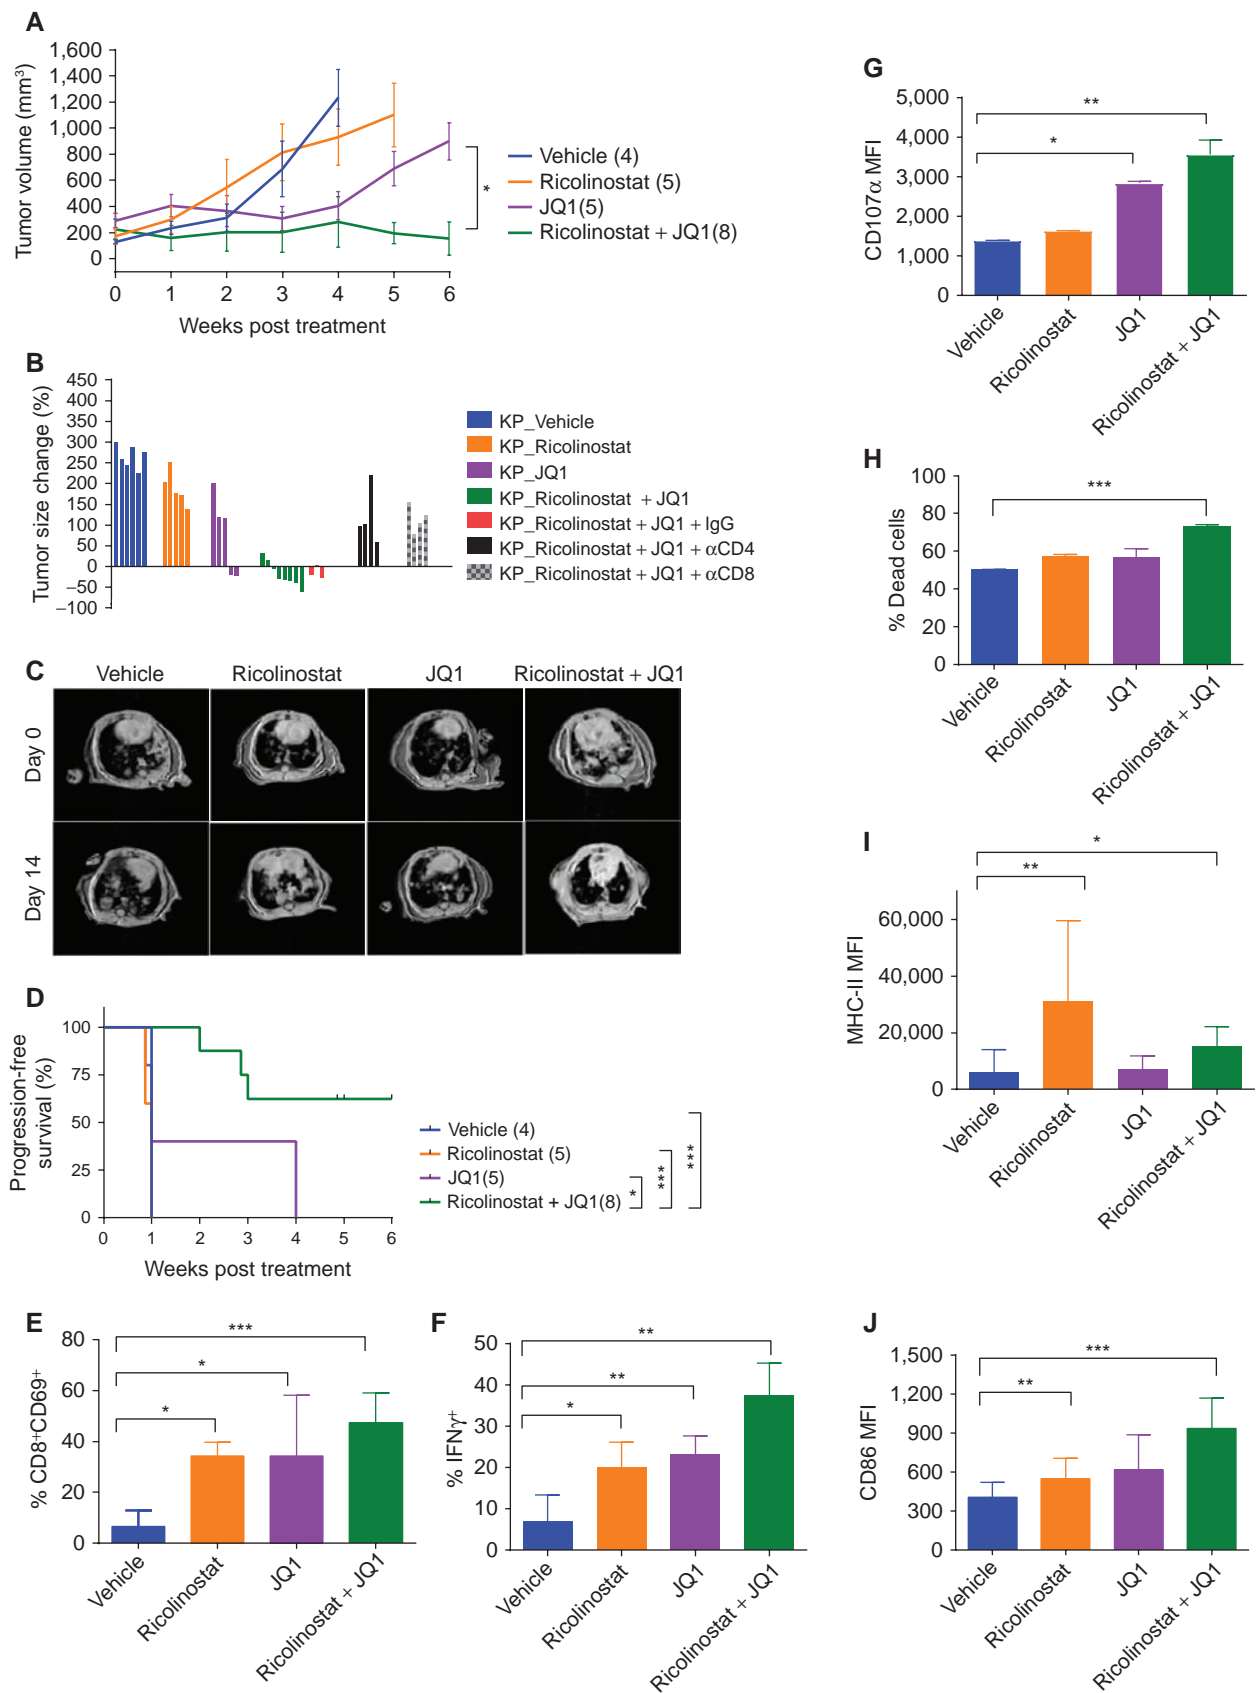 A
1,600
1,400
1,200
1,000
800
600
400
200
0
Tumor volume (mm³)
0 1 2 3 4 5 6
Weeks post treatment
Vehicle (4)
Ricolinostat (5)
JQ1(5)
Ricolinostat + JQ1(8)
*
B
450
400
350
300
250
200
150
100
50
0
−50
−100
Tumor size change (%)
KP_Vehicle
KP_Ricolinostat
KP_JQ1
KP_Ricolinostat + JQ1
KP_Ricolinostat + JQ1 + IgG
KP_Ricolinostat + JQ1 + αCD4
KP_Ricolinostat + JQ1 + αCD8
C
Vehicle Ricolinostat JQ1 Ricolinostat + JQ1
Day 0
Day 14
D
100
75
50
25
0
Progression-free
survival (%)
0 1 2 3 4 5 6
Weeks post treatment
Vehicle (4)
Ricolinostat (5)
JQ1(5)
Ricolinostat + JQ1(8)
*
***
***
E
80
60
40
20
0
% CD8⁺CD69⁺
***
*
*
Vehicle
Ricolinostat
JQ1
Ricolinostat + JQ1
F
50
40
30
20
10
0
% IFNγ⁺
**
**
*
Vehicle
Ricolinostat
JQ1
Ricolinostat + JQ1
G
5,000
4,000
3,000
2,000
1,000
0
CD107α MFI
**
*
Vehicle
Ricolinostat
JQ1
Ricolinostat + JQ1
H
100
80
60
40
20
0
% Dead cells
***
Vehicle
Ricolinostat
JQ1
Ricolinostat + JQ1
I
60,000
40,000
20,000
0
MHC-II MFI
*
**
Vehicle
Ricolinostat
JQ1
Ricolinostat + JQ1
J
1,500
1,200
900
600
300
0
CD86 MFI
***
**
Vehicle
Ricolinostat
JQ1
Ricolinostat + JQ1